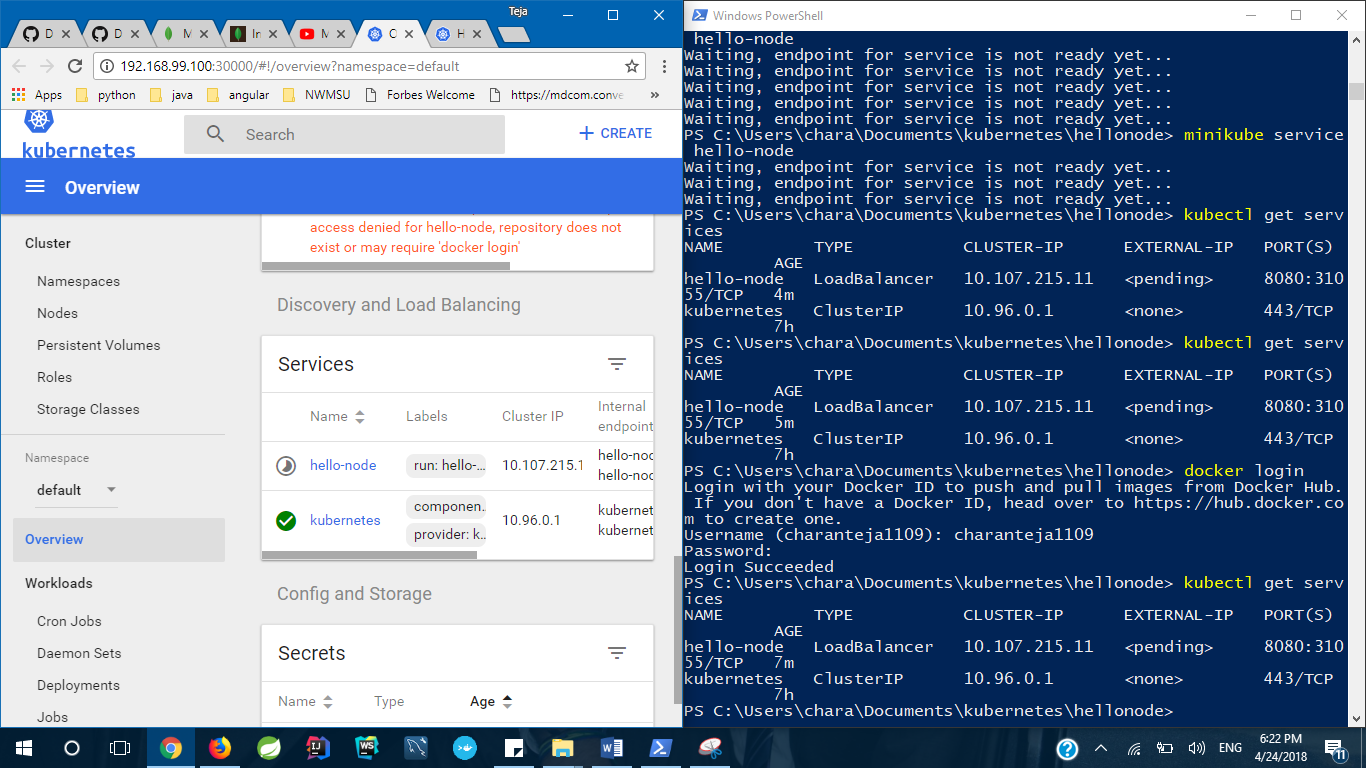 Teja
D
D
M
In
M
O
H
192.168.99.100:30000/#!/overview?namespace=default
Apps
python
java
angular
NWMSU
Forbes Welcome
https://mdcom.conve
»
kubernetes
Search
+ CREATE
Overview
Cluster
Namespaces
Nodes
Persistent Volumes
Roles
Storage Classes
Namespace
default
Overview
Workloads
Cron Jobs
Daemon Sets
Deployments
Jobs
access denied for hello-node, repository does not
exist or may require 'docker login'
Discovery and Load Balancing
Services
Name Labels Cluster IP Internal
endpoint
hello-node run: hello-... 10.107.215.1 hello-noc
hello-noc
kubernetes componen.. 10.96.0.1 kubernet
provider: k.. kubernet
Config and Storage
Secrets
Name Type Age
Windows PowerShell
hello-node
Waiting, endpoint for service is not ready yet...
Waiting, endpoint for service is not ready yet...
Waiting, endpoint for service is not ready yet...
Waiting, endpoint for service is not ready yet...
Waiting, endpoint for service is not ready yet...
PS C:\Users\chara\Documents\kubernetes\hellonode> minikube service
hello-node
Waiting, endpoint for service is not ready yet...
Waiting, endpoint for service is not ready yet...
Waiting, endpoint for service is not ready yet...
PS C:\Users\chara\Documents\kubernetes\hellonode> kubectl get serv
ices
NAME TYPE CLUSTER-IP EXTERNAL-IP PORT(S)
AGE
hello-node LoadBalancer 10.107.215.11 <pending> 8080:310
55/TCP 4m
kubernetes ClusterIP 10.96.0.1 <none> 443/TCP
7h
PS C:\Users\chara\Documents\kubernetes\hellonode> kubectl get serv
ices
NAME TYPE CLUSTER-IP EXTERNAL-IP PORT(S)
AGE
hello-node LoadBalancer 10.107.215.11 <pending> 8080:310
55/TCP 5m
kubernetes ClusterIP 10.96.0.1 <none> 443/TCP
7h
PS C:\Users\chara\Documents\kubernetes\hellonode> docker login
Login with your Docker ID to push and pull images from Docker Hub.
If you don't have a Docker ID, head over to https://hub.docker.co
m to create one.
Username (charanteja1109): charanteja1109
Password:
Login Succeeded
PS C:\Users\chara\Documents\kubernetes\hellonode> kubectl get serv
ices
NAME TYPE CLUSTER-IP EXTERNAL-IP PORT(S)
AGE
hello-node LoadBalancer 10.107.215.11 <pending> 8080:310
55/TCP 7m
kubernetes ClusterIP 10.96.0.1 <none> 443/TCP
7h
PS C:\Users\chara\Documents\kubernetes\hellonode>
ENG
6:22 PM
4/24/2018
11